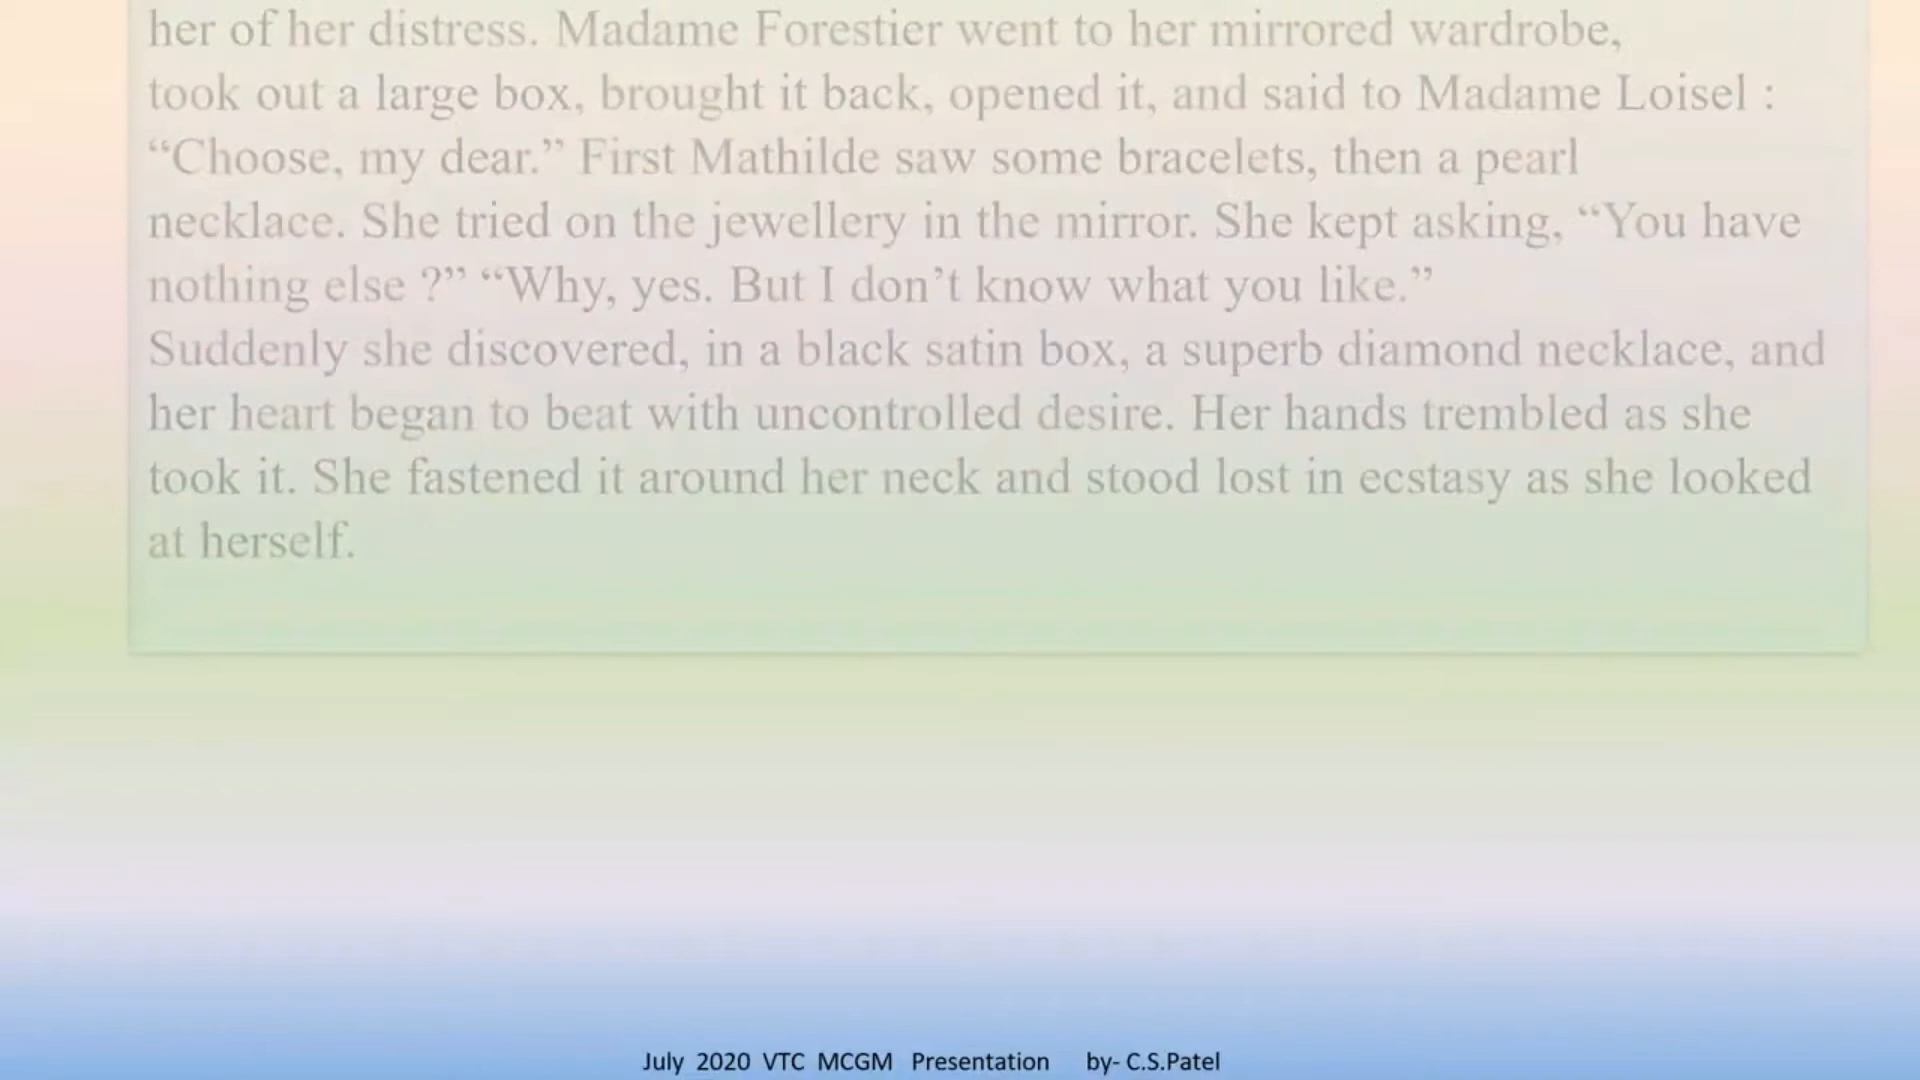 her of her distress. Madame Forestier went to her mirrored wardrobe,
took out a large box, brought it back, opened it, and said to Madame Loisel :
“Choose, my dear.” First Mathilde saw some bracelets, then a pearl
necklace. She tried on the jewellery in the mirror. She kept asking, “You have
nothing else ?” “Why, yes. But I don’t know what you like.”
Suddenly she discovered, in a black satin box, a superb diamond necklace, and
her heart began to beat with uncontrolled desire. Her hands trembled as she
took it. She fastened it around her neck and stood lost in ecstasy as she looked
at herself.
July 2020 VTC MCGM Presentation by- C.S.Patel